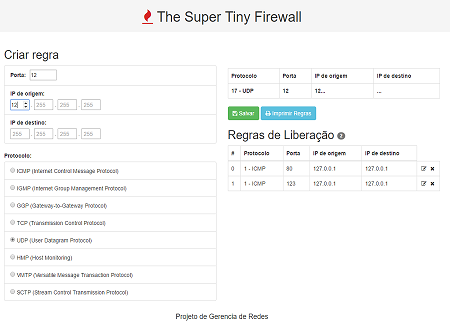 The Super Tiny Firewall
Criar regra
Porta: 12
IP de origem:
12 . 255 . 255 . 255
IP de destino:
255 . 255 . 255 . 255
Protocolo:
ICMP (Internet Control Message Protocol)
IGMP (Internet Group Management Protocol)
GGP (Gateway-to-Gateway Protocol)
TCP (Transmission Control Protocol)
UDP (User Datagram Protocol)
HMP (Host Monitoring)
VMTP (Versatile Message Transaction Protocol)
SCTP (Stream Control Transmission Protocol)
Protocolo Porta IP de origem IP de destino
17 - UDP 12 12... ...
Salvar Imprimir Regras
Regras de Liberação 2
# Protocolo Porta IP de origem IP de destino
0 1 - ICMP 80 127.0.0.1 127.0.0.1
1 1 - ICMP 123 127.0.0.1 127.0.0.1
Projeto de Gerencia de Redes